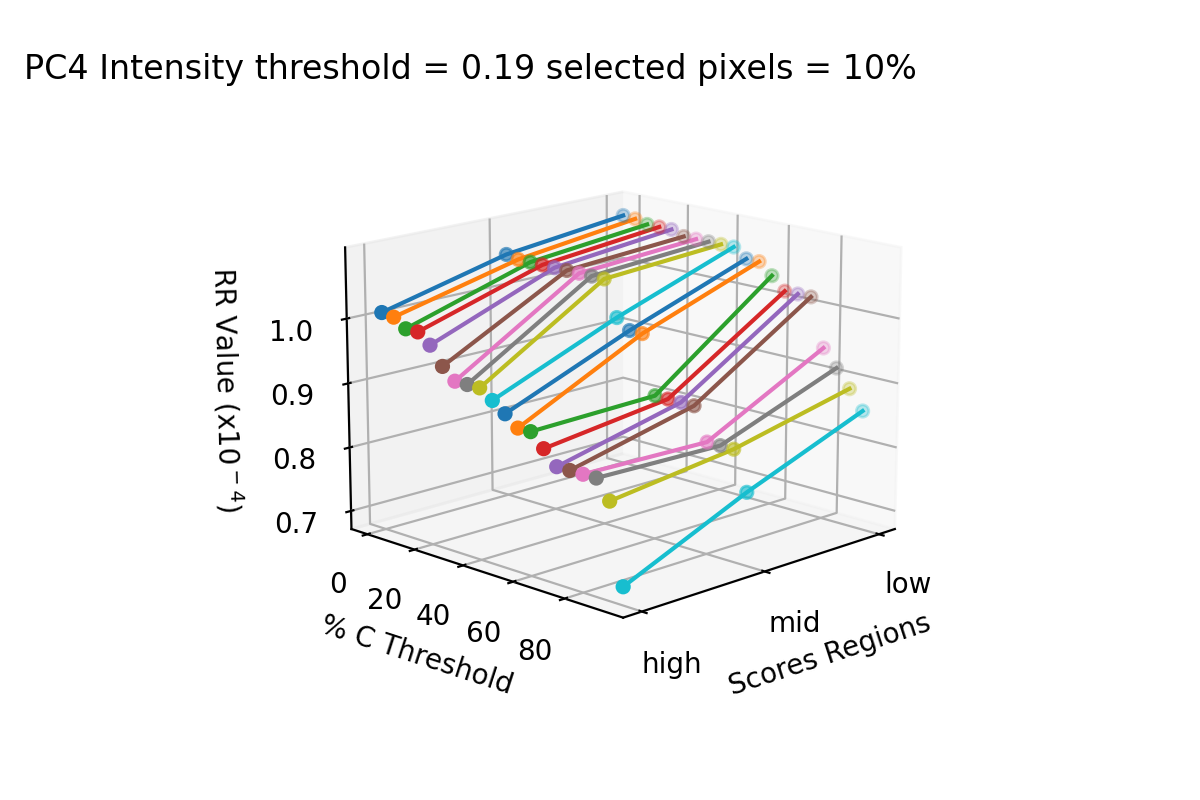 PC4 Intensity threshold = 0.19 selected pixels = 10%
RR Value (x10⁻⁴)
1.0
0.9
0.8
0.7
0
20
40
60
80
% C Threshold
high
mid
low
Scores Regions